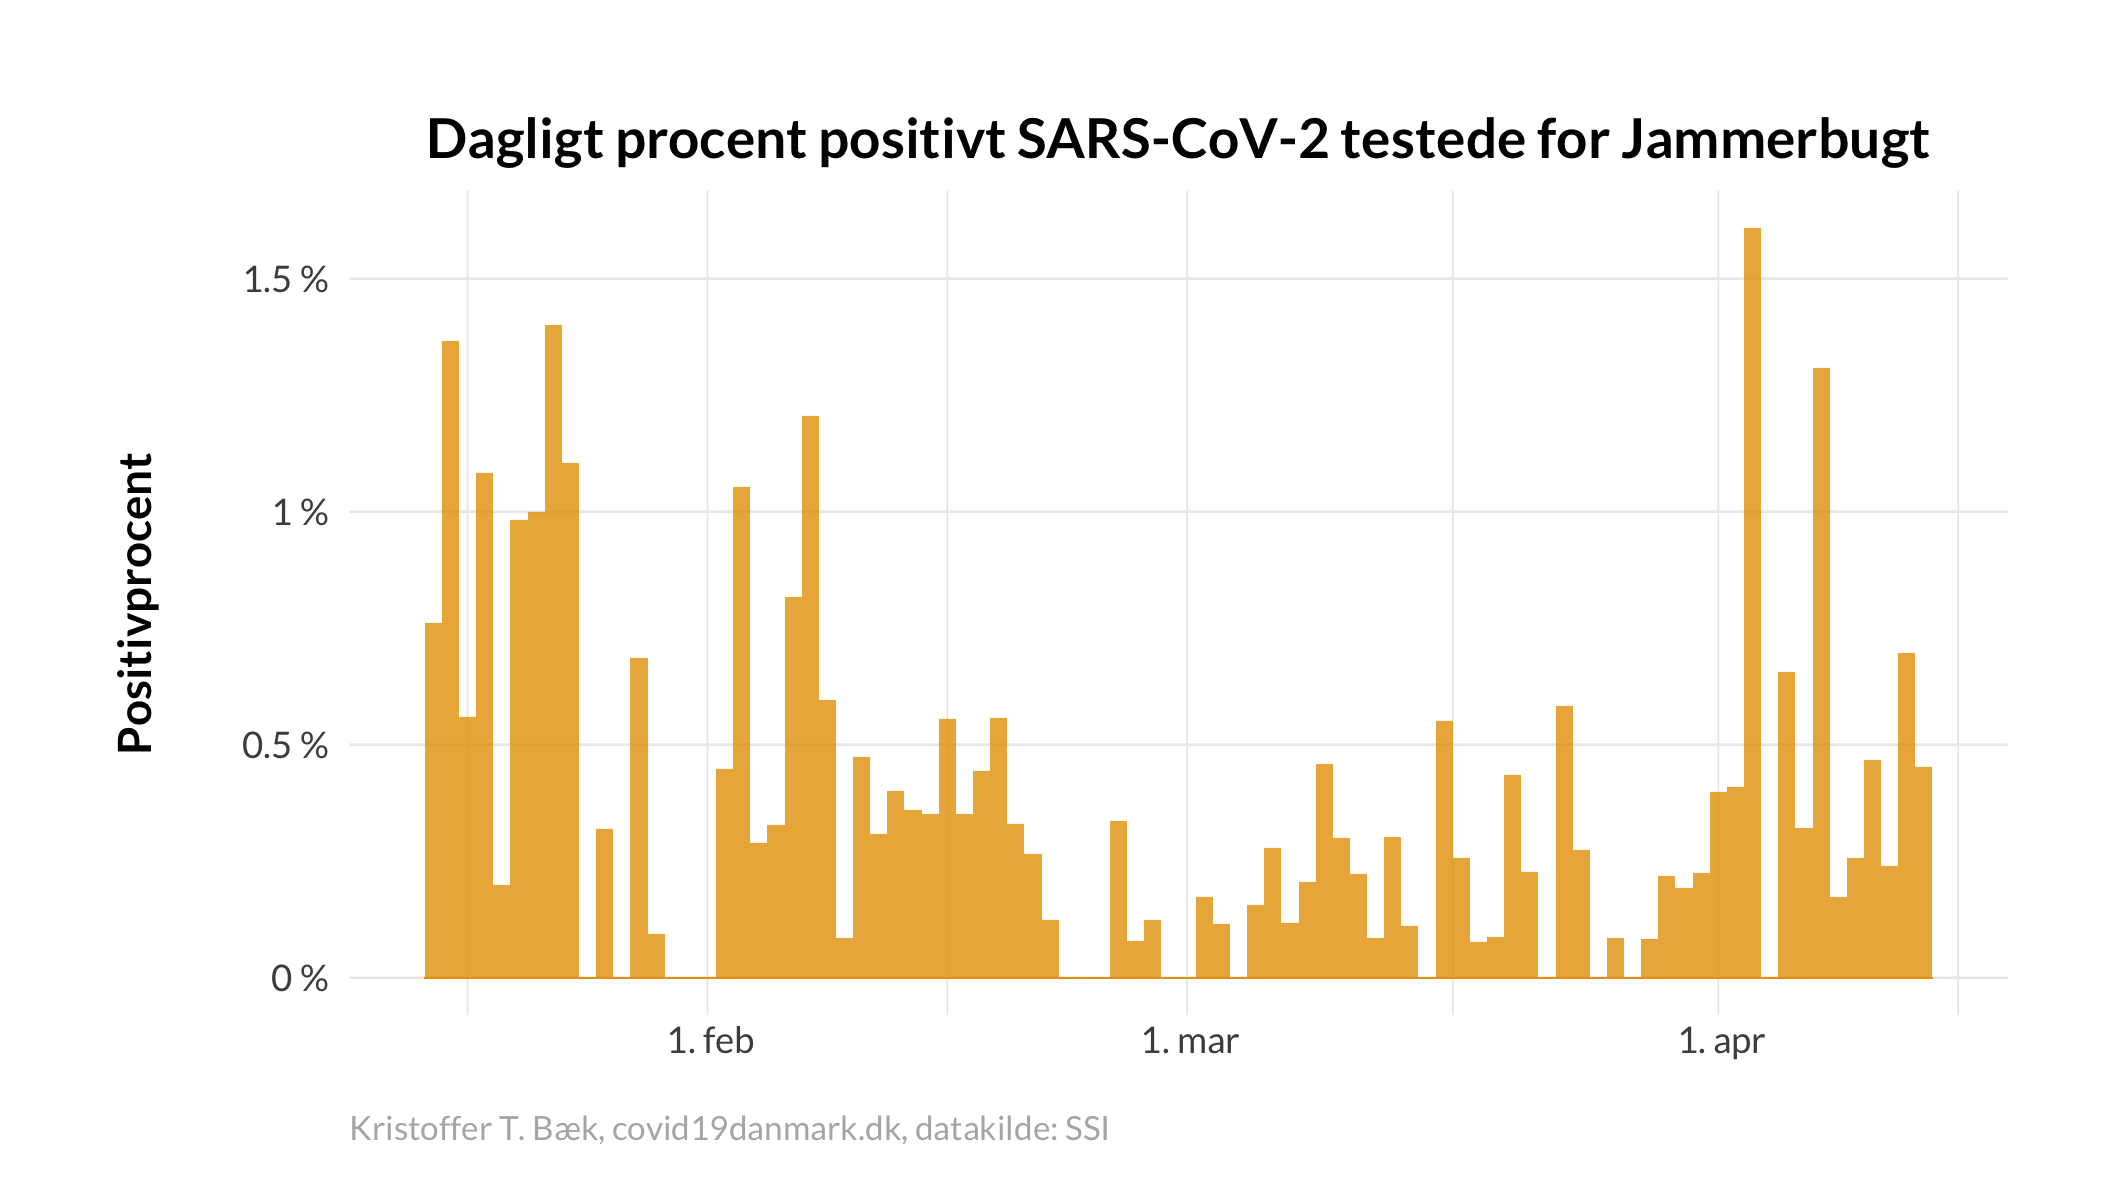 Dagligt procent positivt SARS-CoV-2 testede for Jammerbugt
Positivprocent
1.5 %
1 %
0.5 %
0 %
1. feb
1. mar
1. apr
Kristoffer T. Bæk, covid19danmark.dk, datakilde: SSI